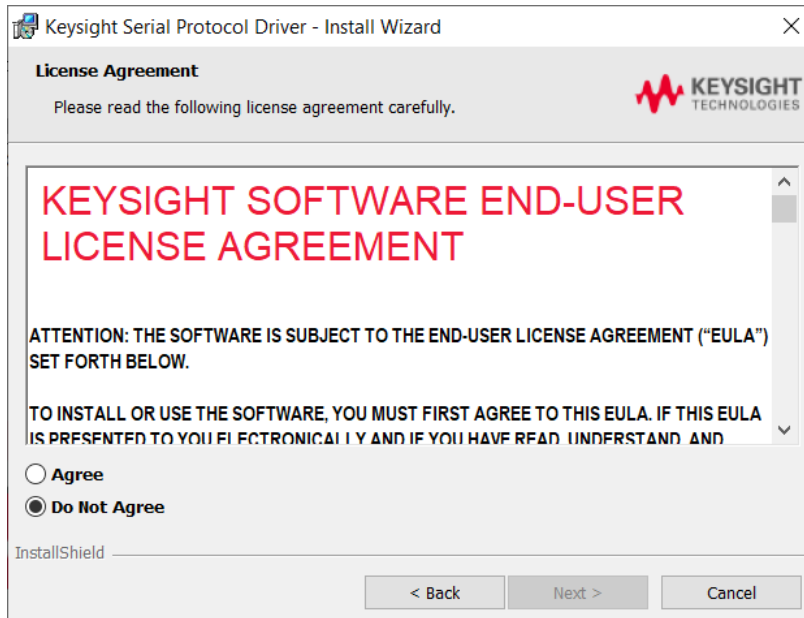 Keysight Serial Protocol Driver - Install Wizard
License Agreement
Please read the following license agreement carefully.
KEYSIGHT
TECHNOLOGIES
KEYSIGHT SOFTWARE END-USER
LICENSE AGREEMENT
ATTENTION: THE SOFTWARE IS SUBJECT TO THE END-USER LICENSE AGREEMENT (“EULA”)
SET FORTH BELOW.
TO INSTALL OR USE THE SOFTWARE, YOU MUST FIRST AGREE TO THIS EULA. IF THIS EULA
IS PRESENTED TO YOU ELECTRONICALLY AND IF YOU HAVE READ, UNDERSTAND, AND
Agree
Do Not Agree
InstallShield
< Back
Next >
Cancel